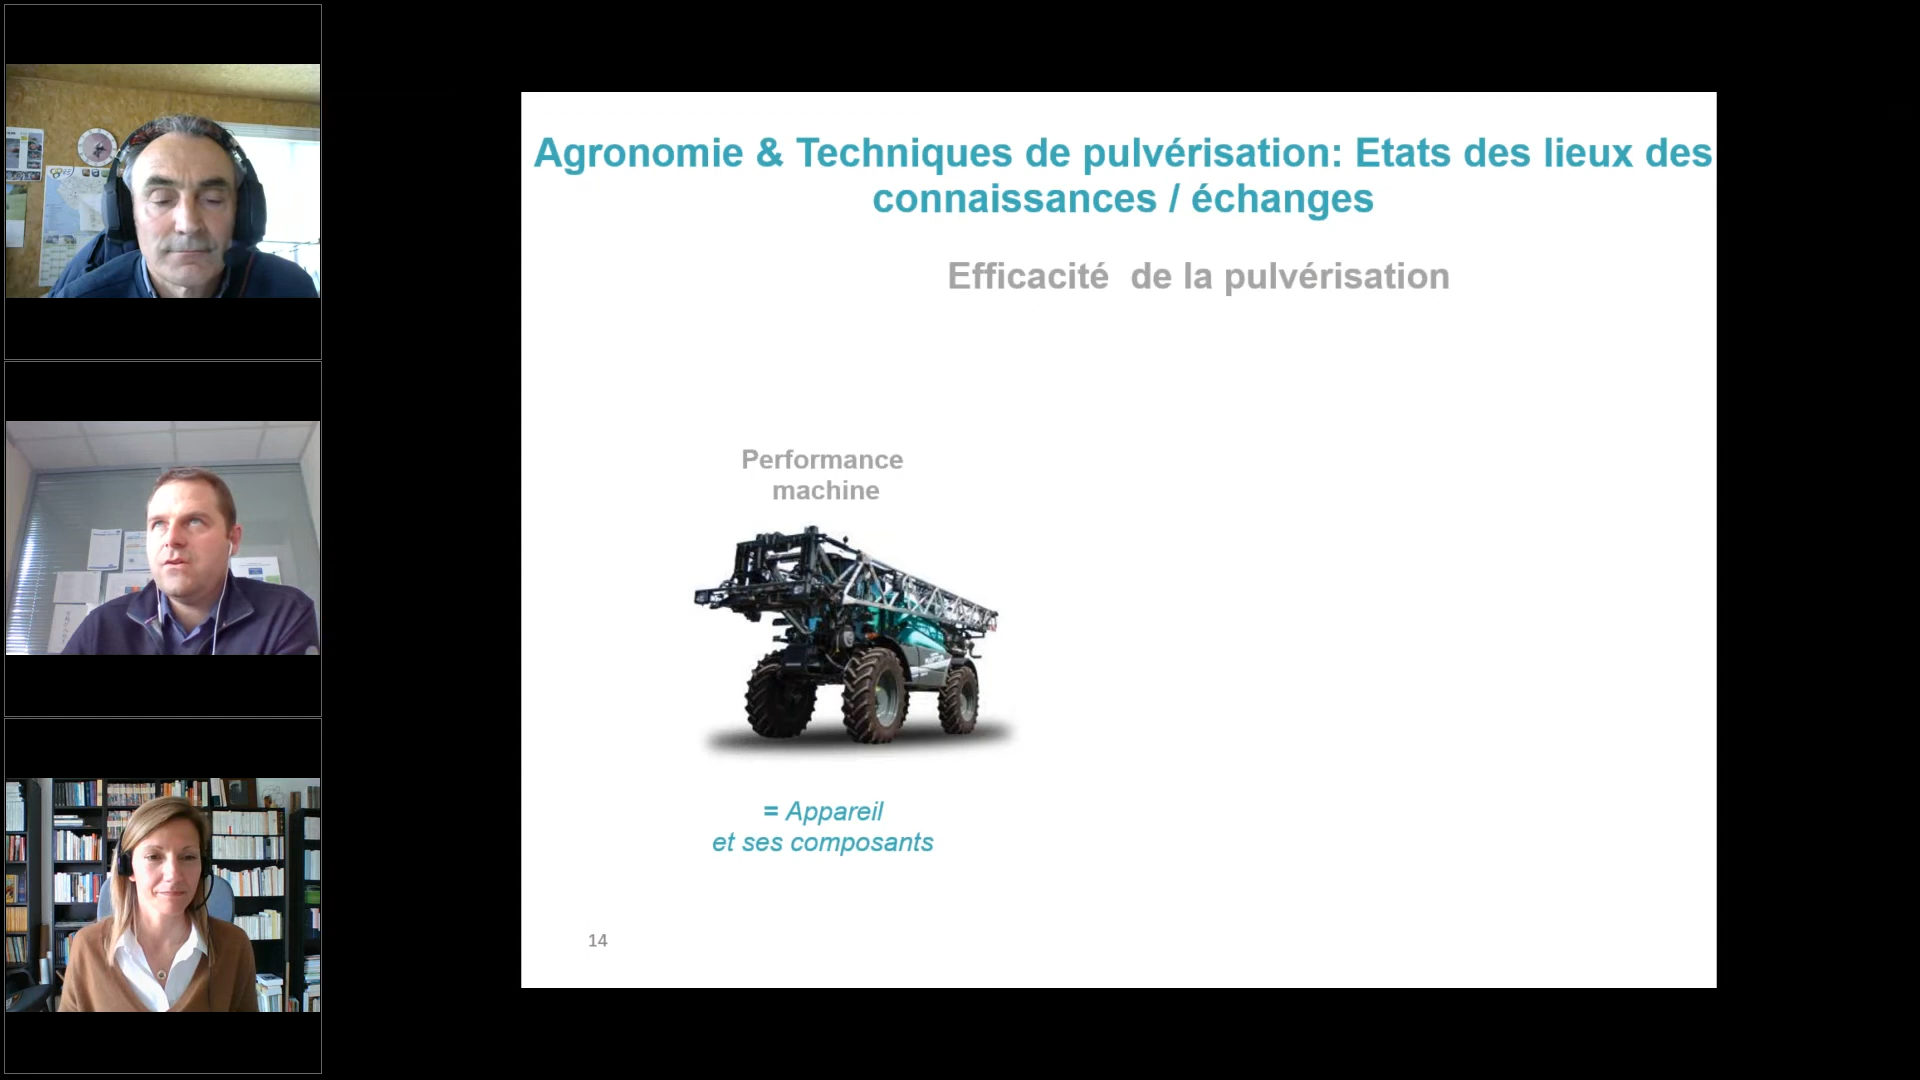 Agronomie & Techniques de pulvérisation: Etats des lieux des
connaissances / échanges
Efficacité de la pulvérisation
Performance
machine
= Appareil
et ses composants
14